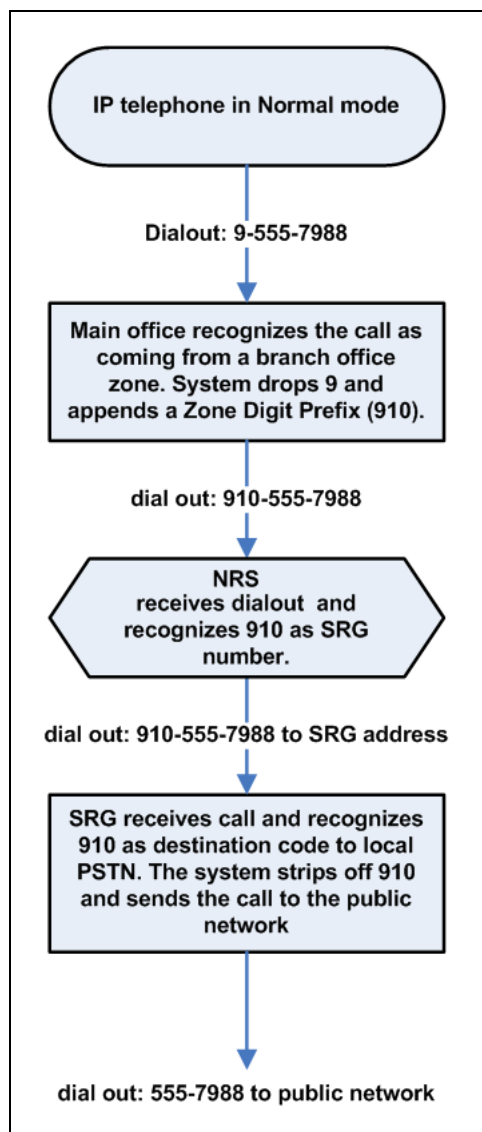 IP telephone in Normal mode
Dialout: 9-555-7988
Main office recognizes the call as
coming from a branch office
zone. System drops 9 and
appends a Zone Digit Prefix (910).
dial out: 910-555-7988
NRS
receives dialout and
recognizes 910 as SRG
number.
dial out: 910-555-7988 to SRG address
SRG receives call and recognizes
910 as destination code to local
PSTN. The system strips off 910
and sends the call to the public
network
dial out: 555-7988 to public network